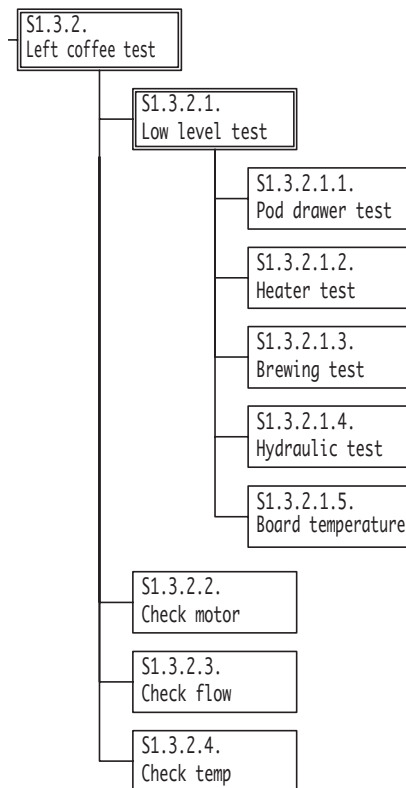 S1.3.2.
Left coffee test
S1.3.2.1.
Low level test
S1.3.2.1.1.
Pod drawer test
S1.3.2.1.2.
Heater test
S1.3.2.1.3.
Brewing test
S1.3.2.1.4.
Hydraulic test
S1.3.2.1.5.
Board temperature
S1.3.2.2.
Check motor
S1.3.2.3.
Check flow
S1.3.2.4.
Check temp